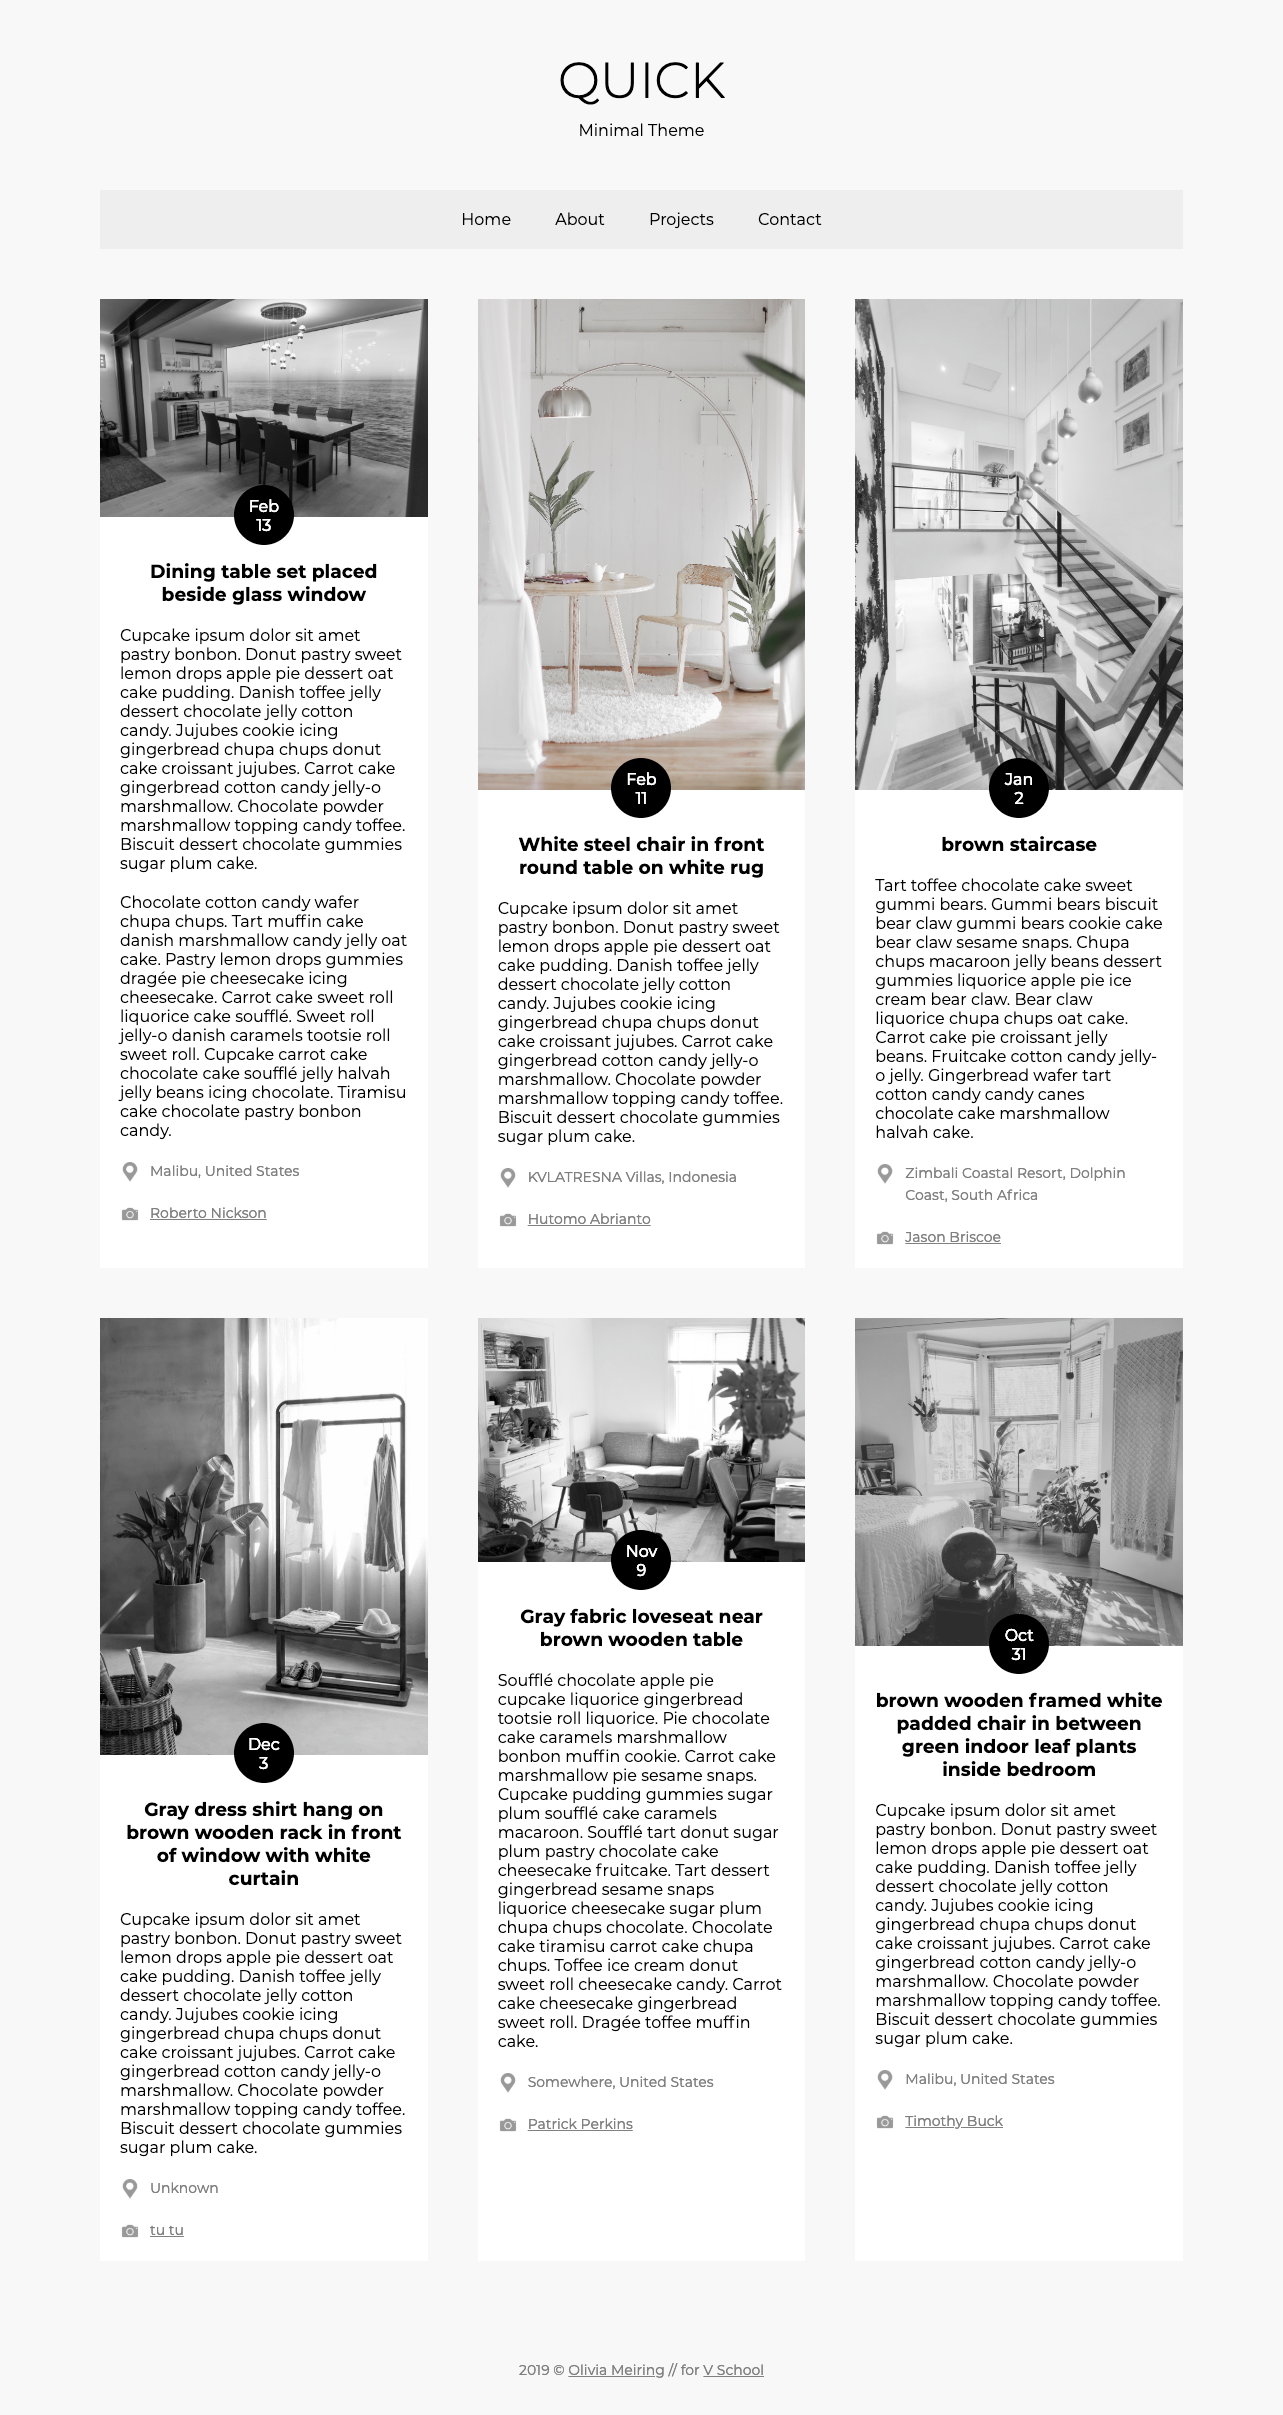 QUICK
Minimal Theme
Home About Projects Contact
Feb
13
Dining table set placed
beside glass window
Cupcake ipsum dolor sit amet
pastry bonbon. Donut pastry sweet
lemon drops apple pie dessert oat
cake pudding. Danish toffee jelly
dessert chocolate jelly cotton
candy. Jujubes cookie icing
gingerbread chupa chups donut
cake croissant jujubes. Carrot cake
gingerbread cotton candy jelly-o
marshmallow. Chocolate powder
marshmallow topping candy toffee.
Biscuit dessert chocolate gummies
sugar plum cake.
Chocolate cotton candy wafer
chupa chups. Tart muffin cake
danish marshmallow candy jelly oat
cake. Pastry lemon drops gummies
dragée pie cheesecake icing
cheesecake. Carrot cake sweet roll
liquorice cake soufflé. Sweet roll
jelly-o danish caramels tootsie roll
sweet roll. Cupcake carrot cake
chocolate cake soufflé jelly halvah
jelly beans icing chocolate. Tiramisu
cake chocolate pastry bonbon
candy.
Malibu, United States
Roberto Nickson
Feb
11
White steel chair in front
round table on white rug
Cupcake ipsum dolor sit amet
pastry bonbon. Donut pastry sweet
lemon drops apple pie dessert oat
cake pudding. Danish toffee jelly
dessert chocolate jelly cotton
candy. Jujubes cookie icing
gingerbread chupa chups donut
cake croissant jujubes. Carrot cake
gingerbread cotton candy jelly-o
marshmallow. Chocolate powder
marshmallow topping candy toffee.
Biscuit dessert chocolate gummies
sugar plum cake.
KVLATRESNA Villas, Indonesia
Hutomo Abrianto
Jan
2
brown staircase
Tart toffee chocolate cake sweet
gummi bears. Gummi bears biscuit
bear claw gummi bears cookie cake
bear claw sesame snaps. Chupa
chups macaroon jelly beans dessert
gummies liquorice apple pie ice
cream bear claw. Bear claw
liquorice chupa chups oat cake.
Carrot cake pie croissant jelly
beans. Fruitcake cotton candy jelly-
o jelly. Gingerbread wafer tart
cotton candy candy canes
chocolate cake marshmallow
halvah cake.
Zimbali Coastal Resort, Dolphin
Coast, South Africa
Jason Briscoe
Dec
3
Gray dress shirt hang on
brown wooden rack in front
of window with white
curtain
Cupcake ipsum dolor sit amet
pastry bonbon. Donut pastry sweet
lemon drops apple pie dessert oat
cake pudding. Danish toffee jelly
dessert chocolate jelly cotton
candy. Jujubes cookie icing
gingerbread chupa chups donut
cake croissant jujubes. Carrot cake
gingerbread cotton candy jelly-o
marshmallow. Chocolate powder
marshmallow topping candy toffee.
Biscuit dessert chocolate gummies
sugar plum cake.
Unknown
tu tu
Nov
9
Gray fabric loveseat near
brown wooden table
Soufflé chocolate apple pie
cupcake liquorice gingerbread
tootsie roll liquorice. Pie chocolate
cake caramels marshmallow
bonbon muffin cookie. Carrot cake
marshmallow pie sesame snaps.
Cupcake pudding gummies sugar
plum soufflé cake caramels
macaroon. Soufflé tart donut sugar
plum pastry chocolate cake
cheesecake fruitcake. Tart dessert
gingerbread sesame snaps
liquorice cheesecake sugar plum
chupa chups chocolate. Chocolate
cake tiramisu carrot cake chupa
chups. Toffee ice cream donut
sweet roll cheesecake candy. Carrot
cake cheesecake gingerbread
sweet roll. Dragée toffee muffin
cake.
Somewhere, United States
Patrick Perkins
Oct
31
brown wooden framed white
padded chair in between
green indoor leaf plants
inside bedroom
Cupcake ipsum dolor sit amet
pastry bonbon. Donut pastry sweet
lemon drops apple pie dessert oat
cake pudding. Danish toffee jelly
dessert chocolate jelly cotton
candy. Jujubes cookie icing
gingerbread chupa chups donut
cake croissant jujubes. Carrot cake
gingerbread cotton candy jelly-o
marshmallow. Chocolate powder
marshmallow topping candy toffee.
Biscuit dessert chocolate gummies
sugar plum cake.
Malibu, United States
Timothy Buck
2019 © Olivia Meiring // for V School